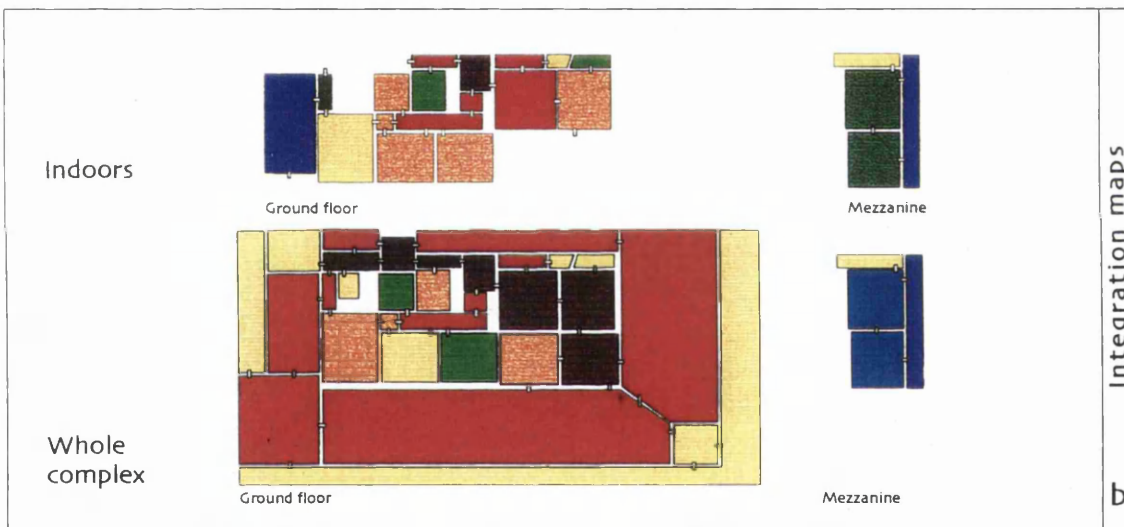 Indoors
Ground floor
Mezzanine
Whole
complex
Ground floor
Mezzanine
Integration maps
b